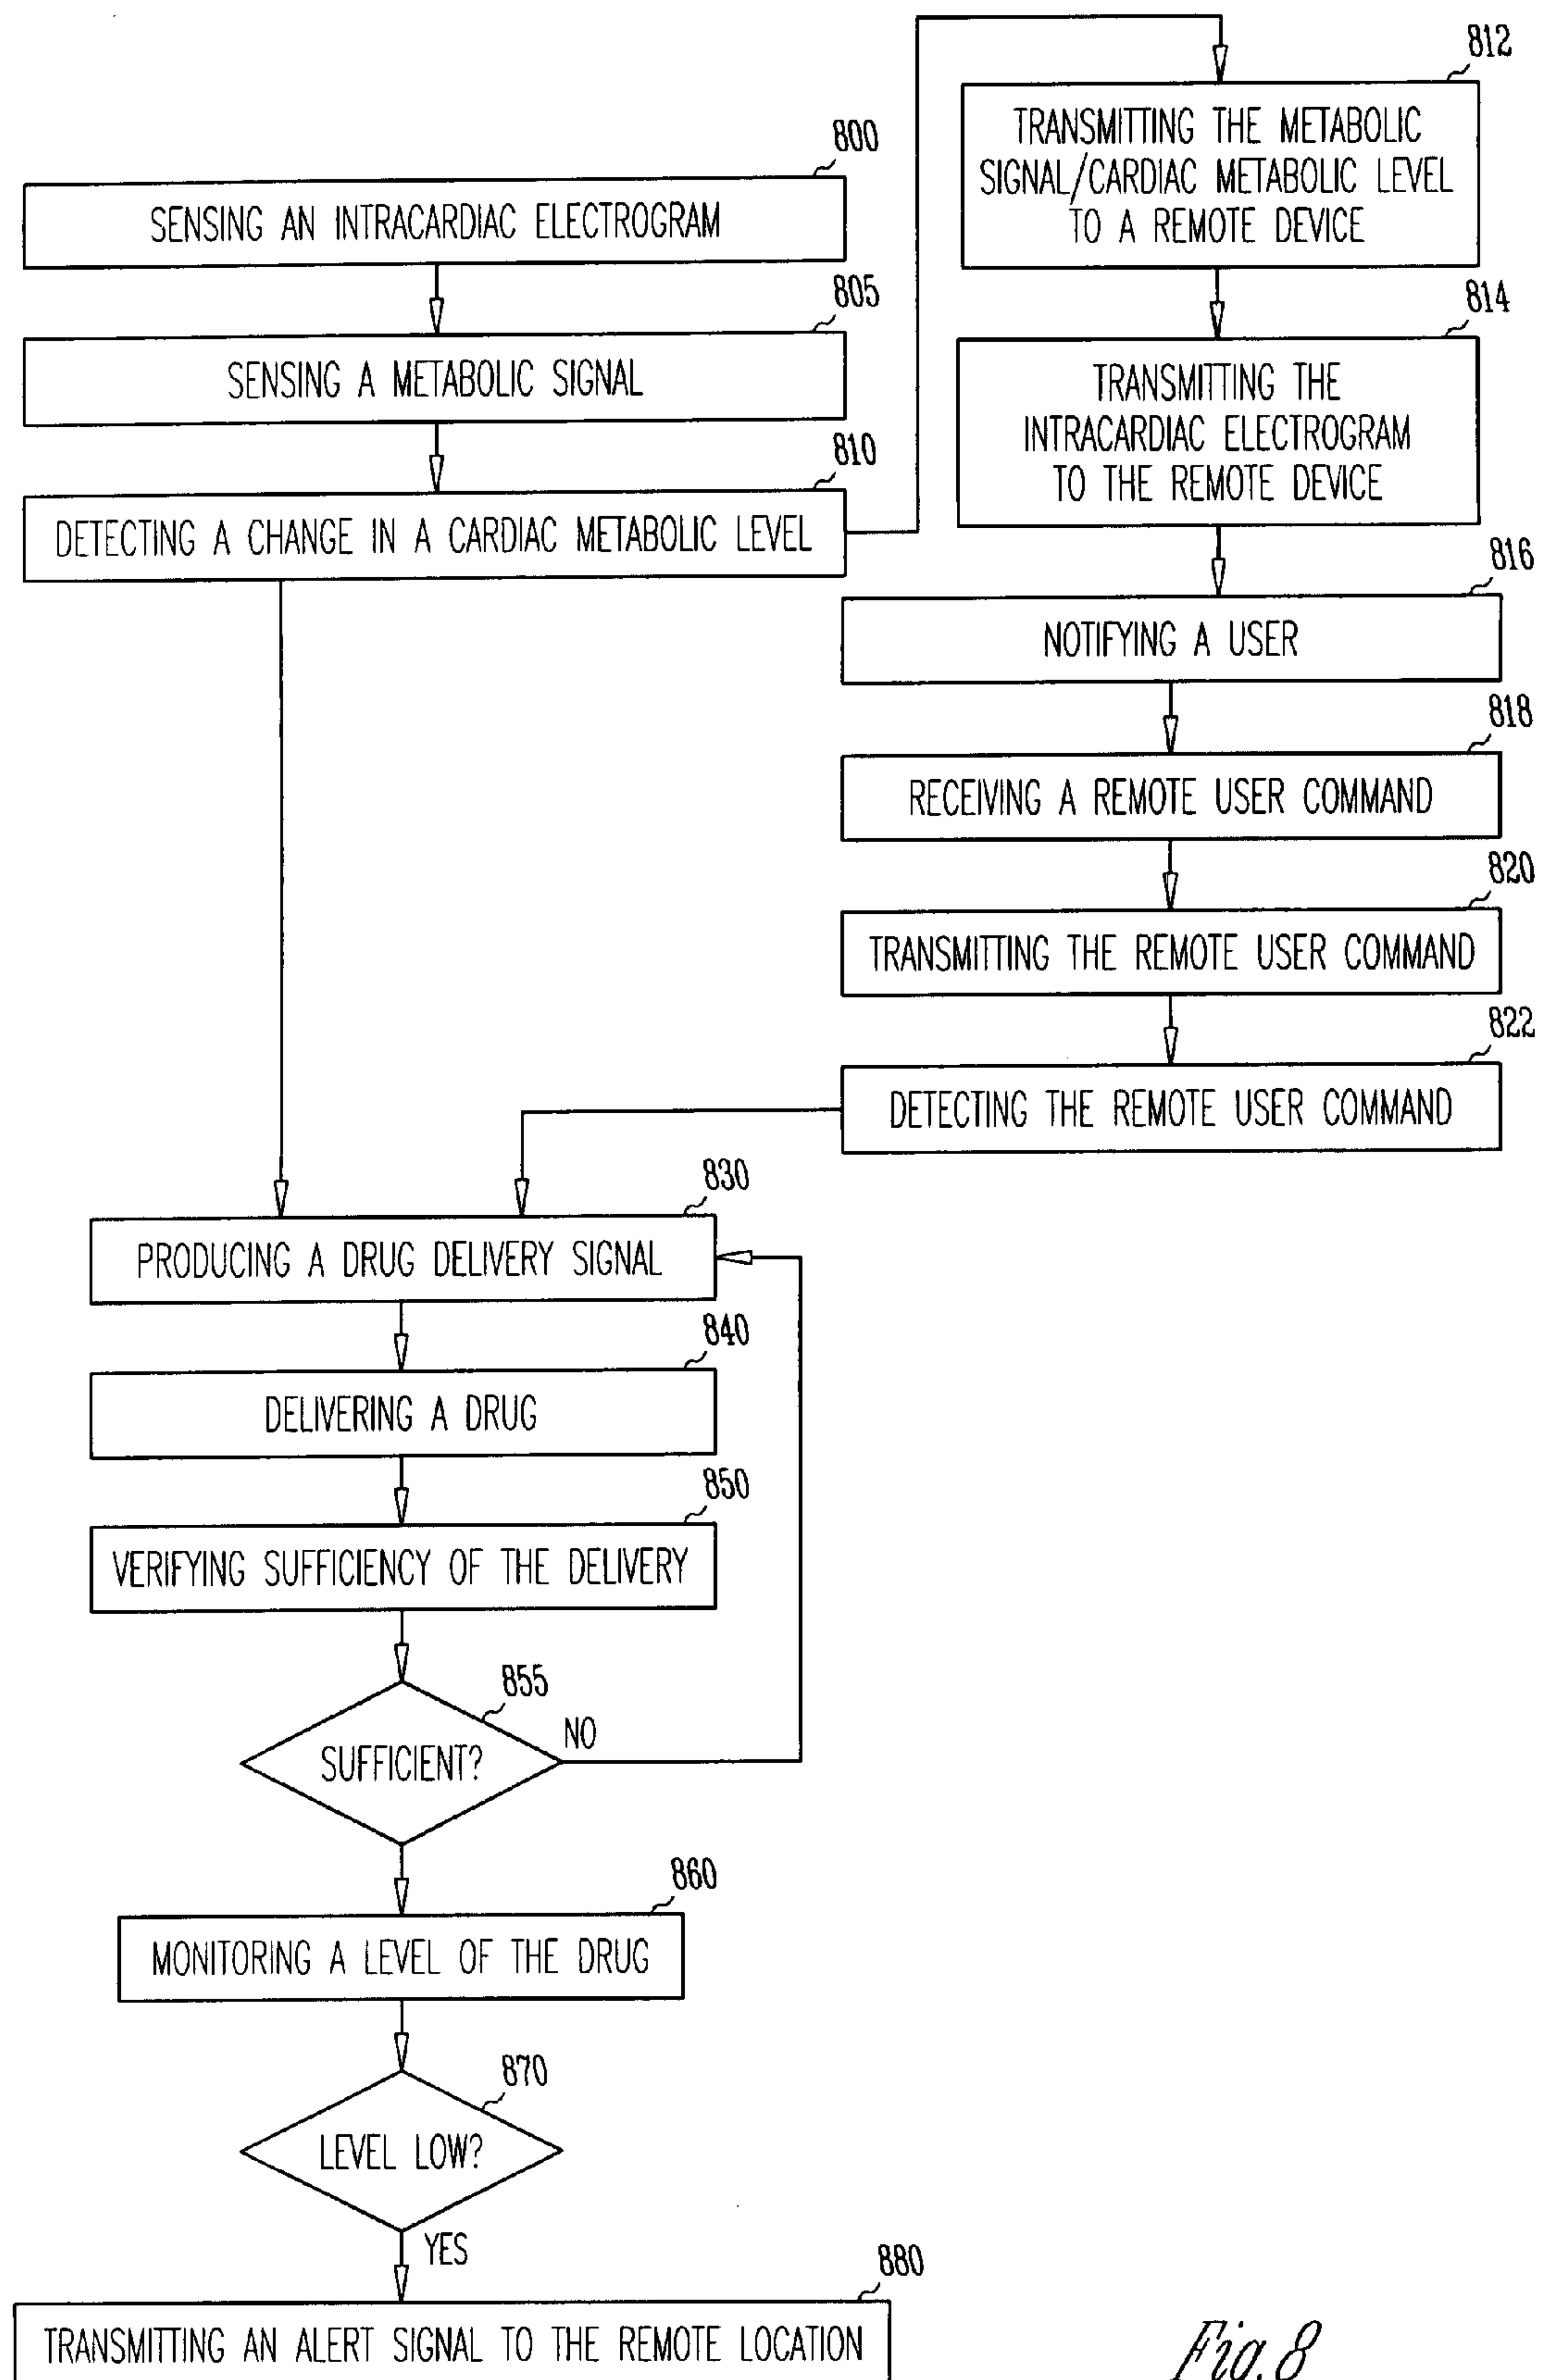 800
SENSING AN INTRACARDIAC ELECTROGRAM
805
SENSING A METABOLIC SIGNAL
810
DETECTING A CHANGE IN A CARDIAC METABOLIC LEVEL
812
TRANSMITTING THE METABOLIC
SIGNAL/CARDIAC METABOLIC LEVEL
TO A REMOTE DEVICE
814
TRANSMITTING THE
INTRACARDIAC ELECTROGRAM
TO THE REMOTE DEVICE
816
NOTIFYING A USER
818
RECEIVING A REMOTE USER COMMAND
820
TRANSMITTING THE REMOTE USER COMMAND
822
DETECTING THE REMOTE USER COMMAND
830
PRODUCING A DRUG DELIVERY SIGNAL
840
DELIVERING A DRUG
850
VERIFYING SUFFICIENCY OF THE DELIVERY
855
SUFFICIENT?
NO
860
MONITORING A LEVEL OF THE DRUG
870
LEVEL LOW?
YES
880
TRANSMITTING AN ALERT SIGNAL TO THE REMOTE LOCATION
Fig. 8